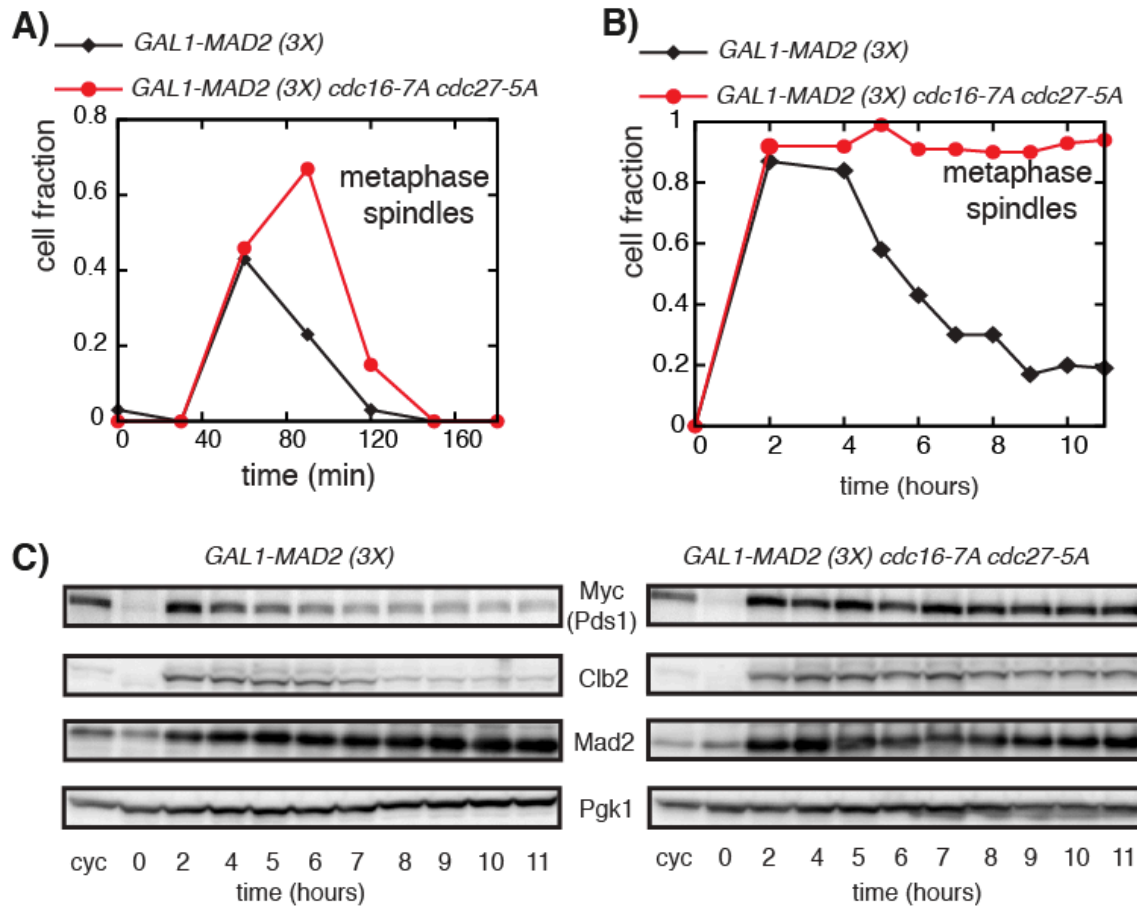 A)
GAL1-MAD2 (3X)
GAL1-MAD2 (3X) cdc16-7A cdc27-5A
0.8
0.6
0.4
0.2
0
cell fraction
metaphase
spindles
0 40 80 120 160
time (min)
B)
GAL1-MAD2 (3X)
GAL1-MAD2 (3X) cdc16-7A cdc27-5A
1
0.8
0.6
0.4
0.2
0
cell fraction
metaphase
spindles
0 2 4 6 8 10
time (hours)
C)
GAL1-MAD2 (3X)
GAL1-MAD2 (3X) cdc16-7A cdc27-5A
Myc
(Pds1)
Clb2
Mad2
Pgk1
cyc 0 2 4 5 6 7 8 9 10 11
time (hours)
cyc 0 2 4 5 6 7 8 9 10 11
time (hours)